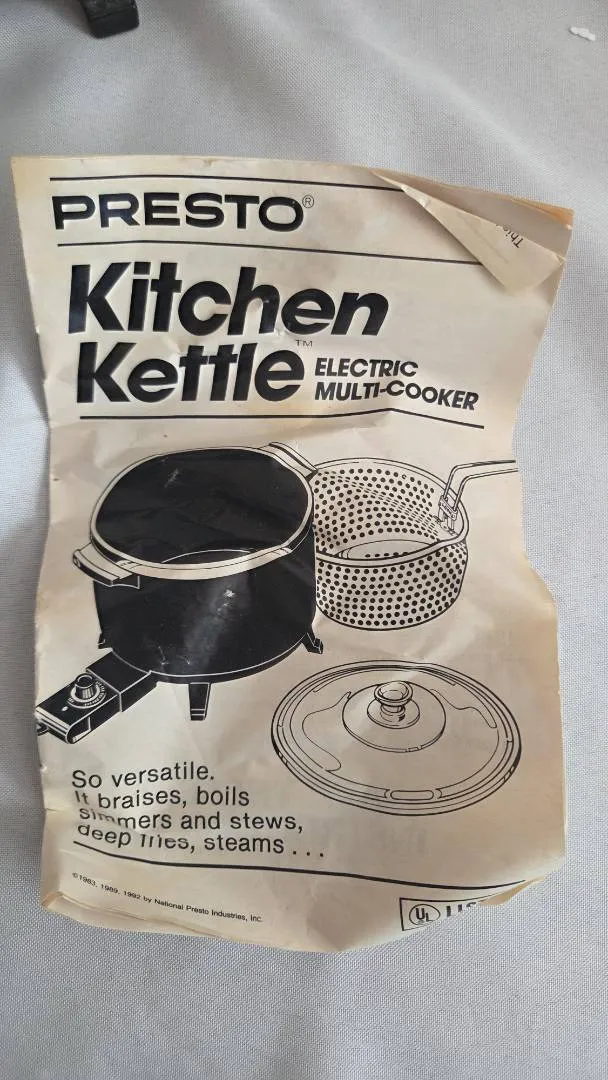 PRESTO®
Kitchen
Kettle™ ELECTRIC
MULTI-COOKER
So versatile.
It braises, boils
simmers and stews,
deep fries, steams . . .
© 1983, 1989, 1992 by National Presto Industries, Inc.
UL